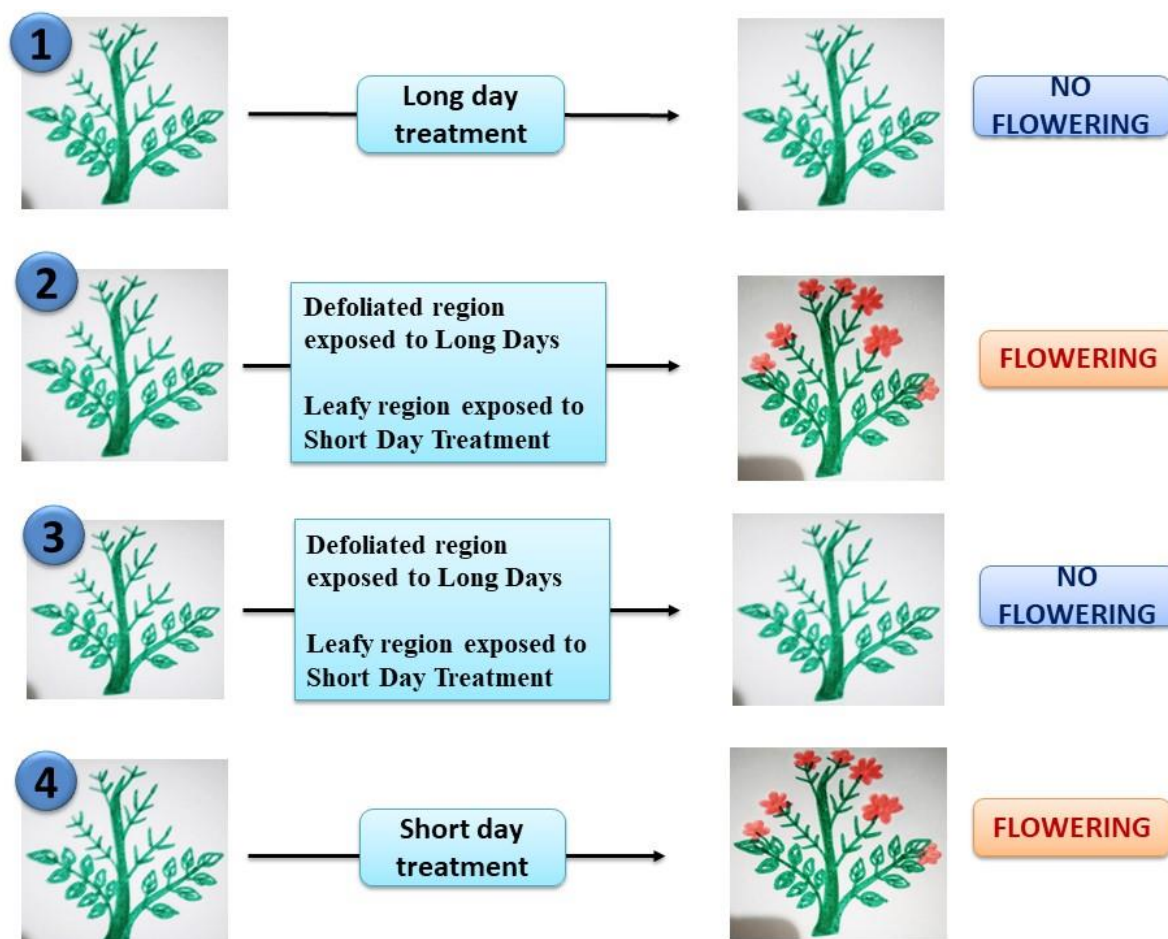 1
Long day
treatment
NO
FLOWERING
2
Defoliated region
exposed to Long Days
Leafy region exposed to
Short Day Treatment
FLOWERING
3
Defoliated region
exposed to Long Days
Leafy region exposed to
Short Day Treatment
NO
FLOWERING
4
Short day
treatment
FLOWERING